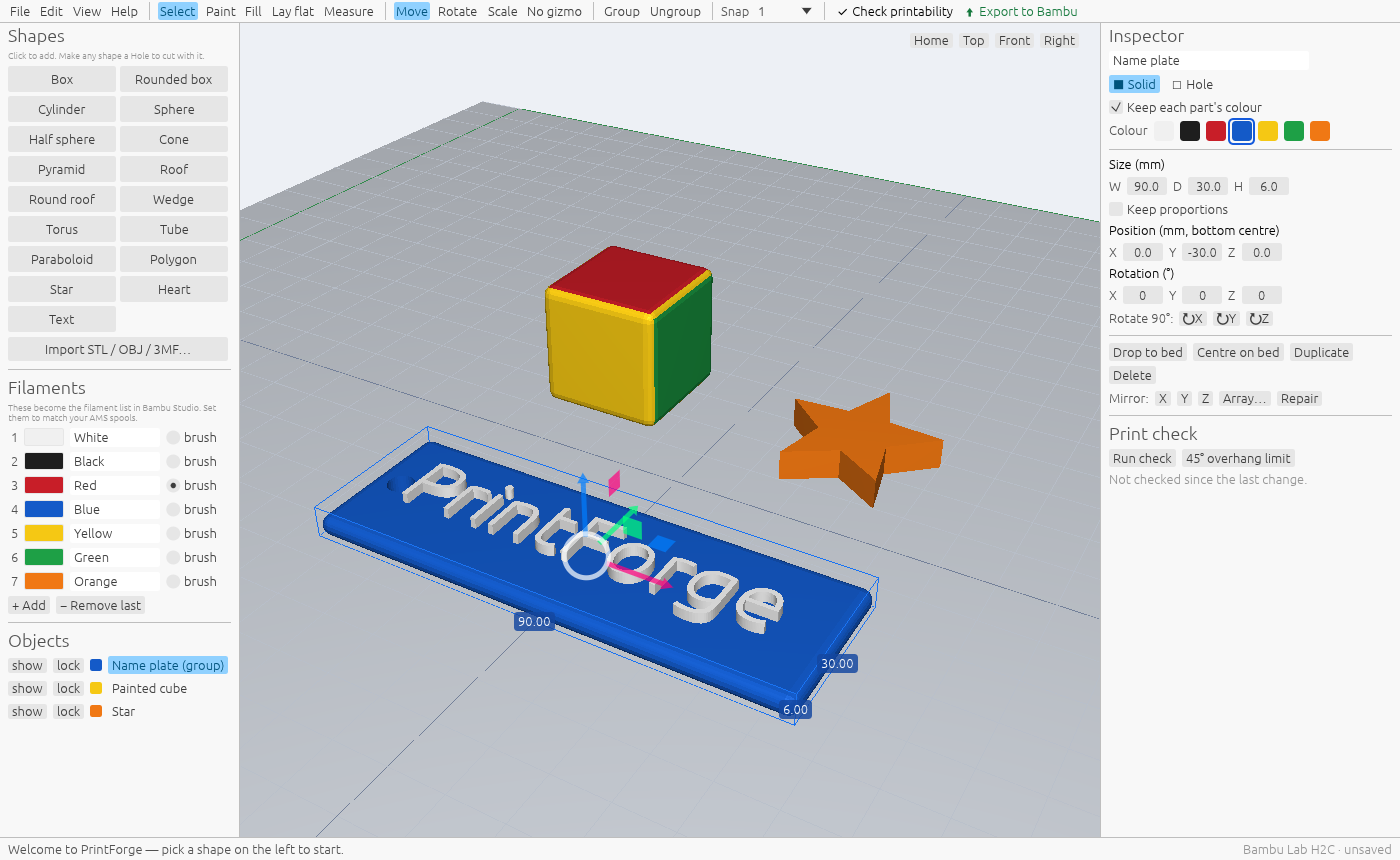 File Edit View Help Select Paint Fill Lay flat Measure Move Rotate Scale No gizmo Group Ungroup Snap 1 Check printability Export to Bambu
Shapes
Click to add. Make any shape a Hole to cut with it.
Box Rounded box
Cylinder Sphere
Half sphere Cone
Pyramid Roof
Round roof Wedge
Torus Tube
Paraboloid Polygon
Star Heart
Text
Import STL / OBJ / 3MF…
Filaments
These become the filament list in Bambu Studio. Set
them to match your AMS spools.
1 White brush
2 Black brush
3 Red brush
4 Blue brush
5 Yellow brush
6 Green brush
7 Orange brush
+ Add − Remove last
Objects
show lock Name plate (group)
show lock Painted cube
show lock Star
Home Top Front Right
PrintForge
90.00
30.00
6.00
Inspector
Name plate
Solid Hole
Keep each part's colour
Colour
Size (mm)
W 90.0 D 30.0 H 6.0
Keep proportions
Position (mm, bottom centre)
X 0.0 Y -30.0 Z 0.0
Rotation (°)
X 0 Y 0 Z 0
Rotate 90°: X Y Z
Drop to bed Centre on bed Duplicate
Delete
Mirror: X Y Z Array… Repair
Print check
Run check 45° overhang limit
Not checked since the last change.
Welcome to PrintForge — pick a shape on the left to start.
Bambu Lab H2C · unsaved